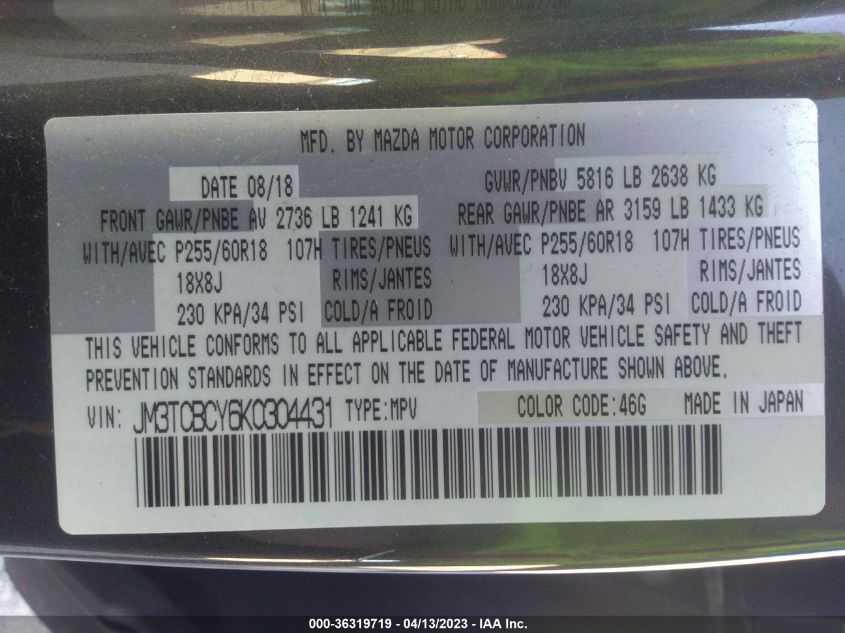 MFD. BY MAZDA MOTOR CORPORATION
DATE 08/18 GVWR/PNBV 5816 LB 2638 KG
FRONT GAWR/PNBE AV 2736 LB 1241 KG REAR GAWR/PNBE AR 3159 LB 1433 KG
WITH/AVEC P255/60R18 107H TIRES/PNEUS WITH/AVEC P255/60R18 107H TIRES/PNEUS
18X8J RIMS/JANTES 18X8J RIMS/JANTES
230 KPA/34 PSI COLD/A FROID 230 KPA/34 PSI COLD/A FROID
THIS VEHICLE CONFORMS TO ALL APPLICABLE FEDERAL MOTOR VEHICLE SAFETY AND THEFT
PREVENTION STANDARDS IN EFFECT ON THE DATE OF MANUFACTURE SHOWN ABOVE.
VIN: JM3TCBCY6K0304431 TYPE:MPV COLOR CODE:46G MADE IN JAPAN
000-36319719 - 04/13/2023 - IAA Inc.